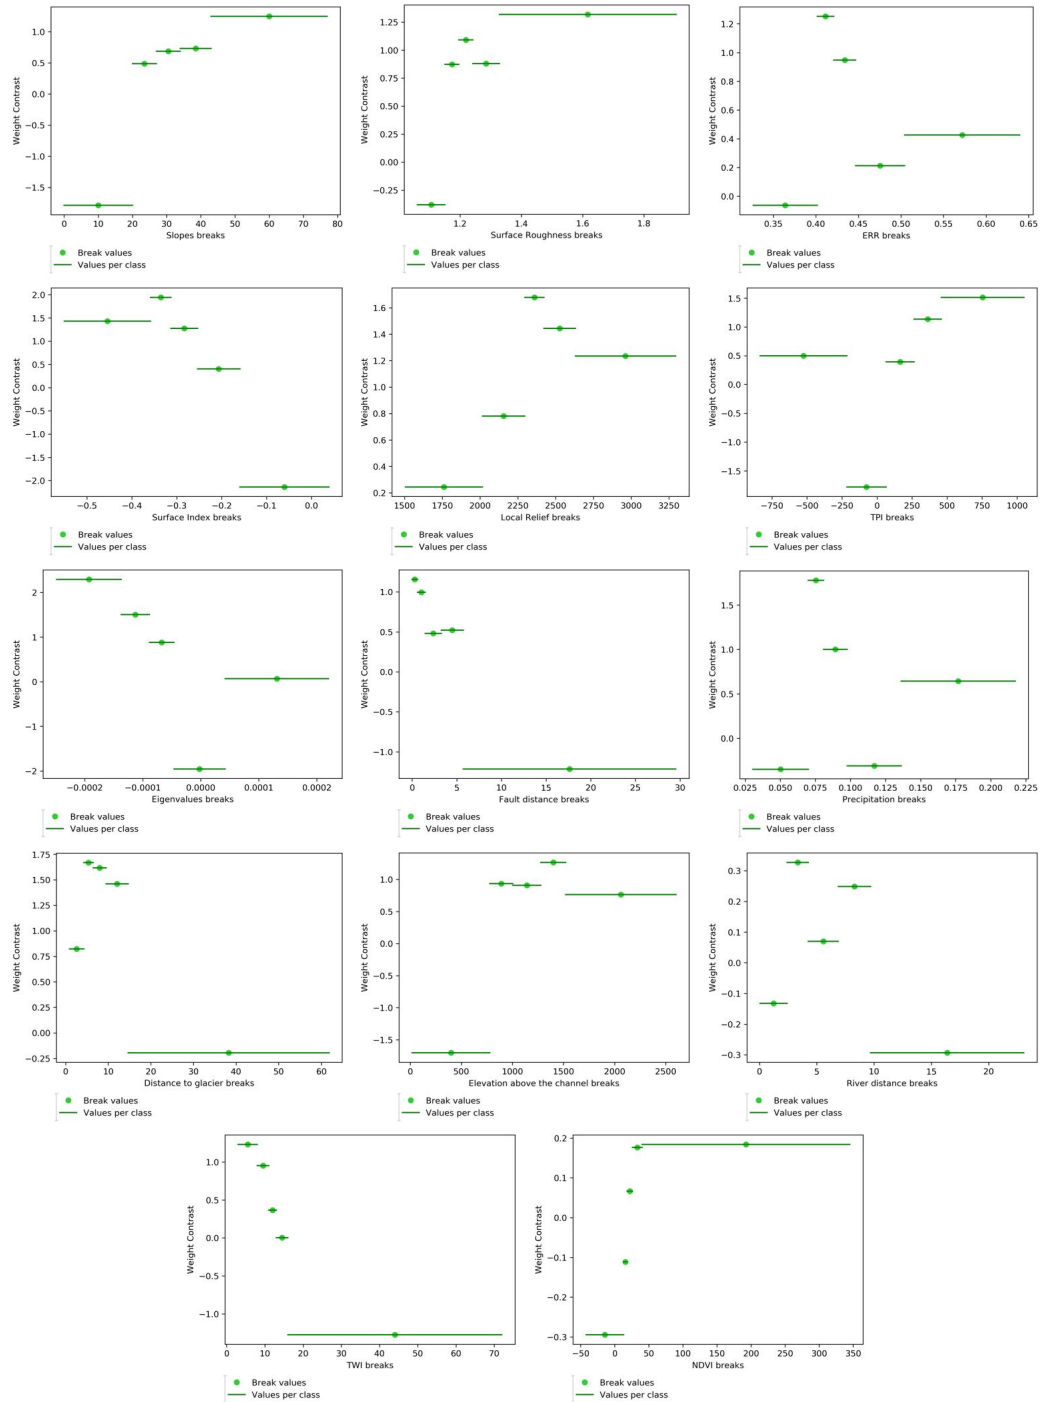 Weight Contrast
1.0
0.5
0.0
−0.5
−1.0
−1.5
0 10 20 30 40 50 60 70 80
Slopes breaks
Break values
Values per class
Weight Contrast
1.25
1.00
0.75
0.50
0.25
0.00
−0.25
1.2 1.4 1.6 1.8
Surface Roughness breaks
Break values
Values per class
Weight Contrast
1.2
1.0
0.8
0.6
0.4
0.2
0.0
0.35 0.40 0.45 0.50 0.55 0.60 0.65
ERR breaks
Break values
Values per class
Weight Contrast
2.0
1.5
1.0
0.5
0.0
−0.5
−1.0
−1.5
−2.0
−0.5 −0.4 −0.3 −0.2 −0.1 0.0
Surface Index breaks
Break values
Values per class
Weight Contrast
1.6
1.4
1.2
1.0
0.8
0.6
0.4
0.2
1500 1750 2000 2250 2500 2750 3000 3250
Local Relief breaks
Break values
Values per class
Weight Contrast
1.5
1.0
0.5
0.0
−0.5
−1.0
−1.5
−750 −500 −250 0 250 500 750 1000
TPI breaks
Break values
Values per class
Weight Contrast
2
1
0
−1
−2
−0.0002 −0.0001 0.0000 0.0001 0.0002
Eigenvalues breaks
Break values
Values per class
Weight Contrast
1.0
0.5
0.0
−0.5
−1.0
0 5 10 15 20 25 30
Fault distance breaks
Break values
Values per class
Weight Contrast
1.5
1.0
0.5
0.0
0.025 0.050 0.075 0.100 0.125 0.150 0.175 0.200 0.225
Precipitation breaks
Break values
Values per class
Weight Contrast
1.75
1.50
1.25
1.00
0.75
0.50
0.25
0.00
−0.25
0 10 20 30 40 50 60
Distance to glacier breaks
Break values
Values per class
Weight Contrast
1.0
0.5
0.0
−0.5
−1.0
−1.5
0 500 1000 1500 2000 2500
Elevation above the channel breaks
Break values
Values per class
Weight Contrast
0.3
0.2
0.1
0.0
−0.1
−0.2
−0.3
0 5 10 15 20
River distance breaks
Break values
Values per class
Weight Contrast
1.0
0.5
0.0
−0.5
−1.0
0 10 20 30 40 50 60 70
TWI breaks
Break values
Values per class
Weight Contrast
0.2
0.1
0.0
−0.1
−0.2
−0.3
−50 0 50 100 150 200 250 300 350
NDVI breaks
Break values
Values per class